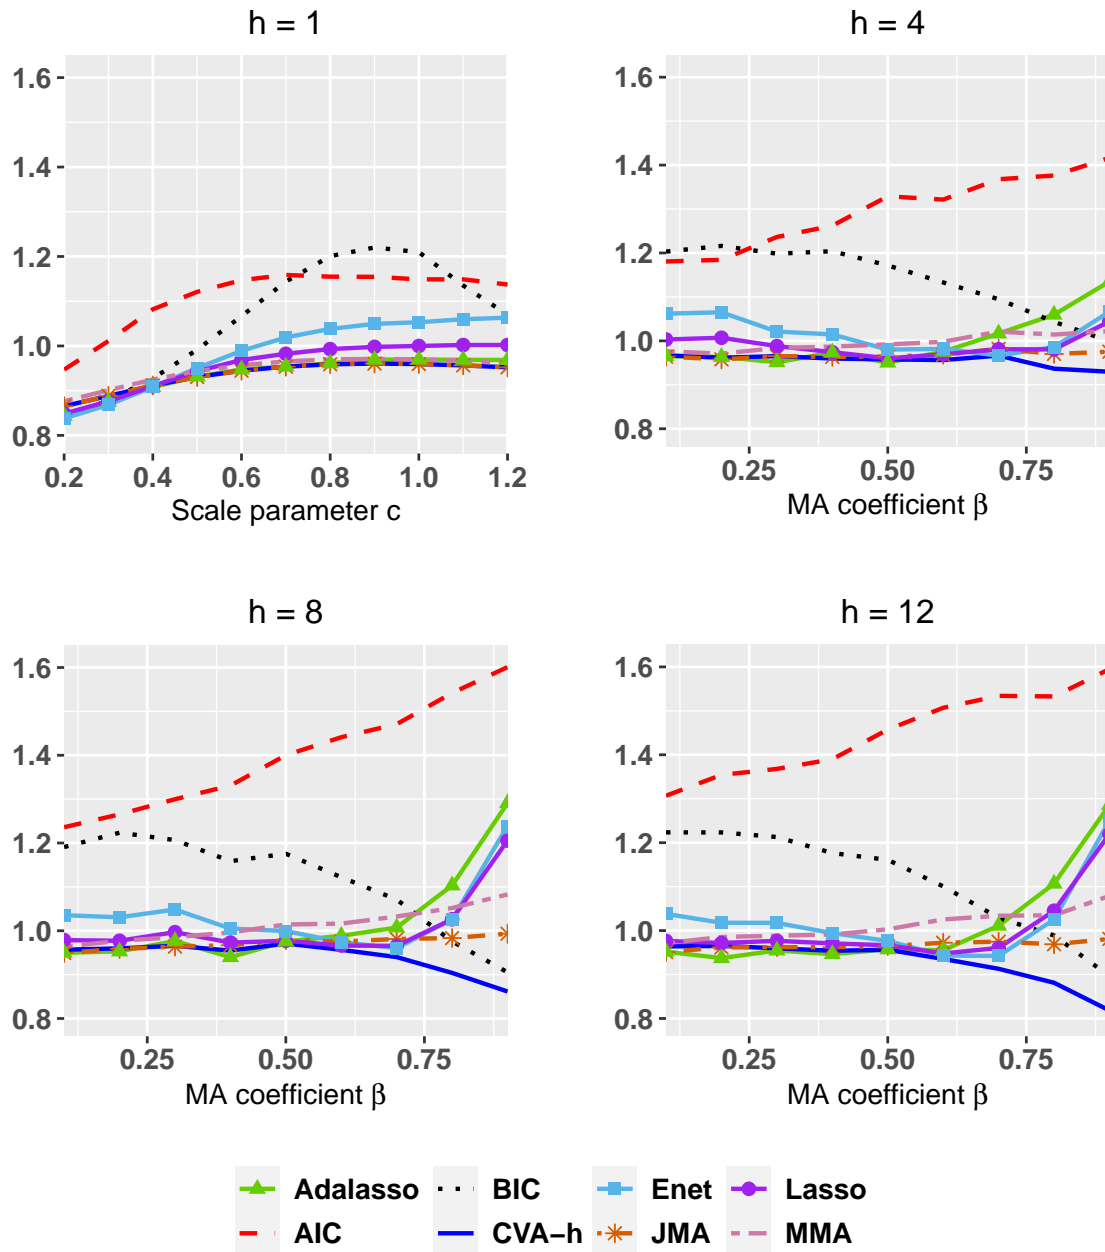 h = 1
h = 4
1.6
1.4
1.2
1.0
0.8
0.2 0.4 0.6 0.8 1.0 1.2
Scale parameter c
1.6
1.4
1.2
1.0
0.8
0.25 0.50 0.75
MA coefficient β
h = 8
h = 12
1.6
1.4
1.2
1.0
0.8
0.25 0.50 0.75
MA coefficient β
1.6
1.4
1.2
1.0
0.8
0.25 0.50 0.75
MA coefficient β
Adalasso BIC Enet Lasso
AIC CVA−h JMA MMA